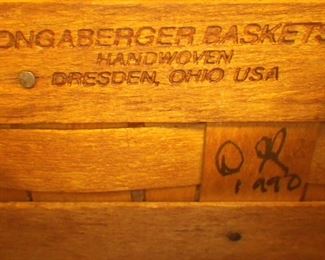 ONGABERGER BASKETS
HANDWOVEN
DRESDEN, OHIO USA
1990